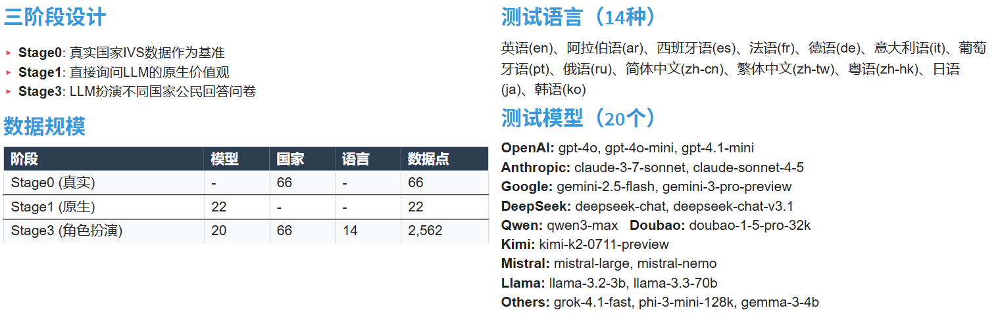 三阶段设计
▸ Stage0: 真实国家IVS数据作为基准
▸ Stage1: 直接询问LLM的原生价值观
▸ Stage3: LLM扮演不同国家公民回答问卷
数据规模
阶段 模型 国家 语言 数据点
Stage0 (真实) - 66 - 66
Stage1 (原生) 22 - - 22
Stage3 (角色扮演) 20 66 14 2,562
测试语言（14种）
英语(en)、阿拉伯语(ar)、西班牙语(es)、法语(fr)、德语(de)、意大利语(it)、葡萄
牙语(pt)、俄语(ru)、简体中文(zh-cn)、繁体中文(zh-tw)、粤语(zh-hk)、日语
(ja)、韩语(ko)
测试模型（20个）
OpenAI: gpt-4o, gpt-4o-mini, gpt-4.1-mini
Anthropic: claude-3-7-sonnet, claude-sonnet-4-5
Google: gemini-2.5-flash, gemini-3-pro-preview
DeepSeek: deepseek-chat, deepseek-chat-v3.1
Qwen: qwen3-max Doubao: doubao-1-5-pro-32k
Kimi: kimi-k2-0711-preview
Mistral: mistral-large, mistral-nemo
Llama: llama-3.2-3b, llama-3.3-70b
Others: grok-4.1-fast, phi-3-mini-128k, gemma-3-4b